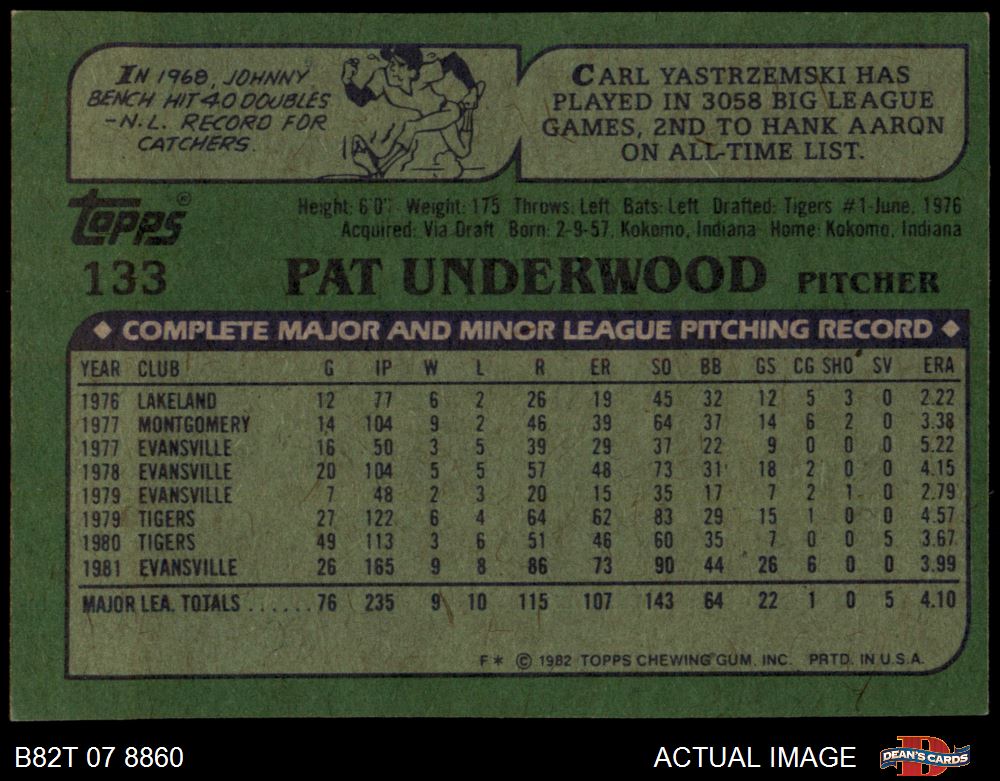 IN 1968, JOHNNY
BENCH HIT 40 DOUBLES
-N.L. RECORD FOR
CATCHERS.
CARL YASTRZEMSKI HAS
PLAYED IN 3058 BIG LEAGUE
GAMES, 2ND TO HANK AARON
ON ALL-TIME LIST.
topps®
Height: 6'0" Weight: 175 Throws: Left Bats: Left Drafted: Tigers #1-June, 1976
Acquired: Via Draft Born: 2-9-57, Kokomo, Indiana Home: Kokomo, Indiana
133 PAT UNDERWOOD PITCHER
◆ COMPLETE MAJOR AND MINOR LEAGUE PITCHING RECORD ◆
YEAR CLUB G IP W L R ER SO BB GS CG SHO SV ERA
1976 LAKELAND 12 77 6 2 26 19 45 32 12 5 3 0 2.22
1977 MONTGOMERY 14 104 9 2 46 39 64 37 14 6 2 0 3.38
1977 EVANSVILLE 16 50 3 5 39 29 37 22 9 0 0 0 5.22
1978 EVANSVILLE 20 104 5 5 57 48 73 31 18 2 0 0 4.15
1979 EVANSVILLE 7 48 2 3 20 15 35 17 7 2 1 0 2.79
1979 TIGERS 27 122 6 4 64 62 83 29 15 1 0 0 4.57
1980 TIGERS 49 113 3 6 51 46 60 35 7 0 0 5 3.67
1981 EVANSVILLE 26 165 9 8 86 73 90 44 26 6 0 0 3.99
MAJOR LEA. TOTALS ......76 235 9 10 115 107 143 64 22 1 0 5 4.10
F* © 1982 TOPPS CHEWING GUM, INC. PRTD. IN U.S.A.
B82T 07 8860 ACTUAL IMAGE DEAN'S CARDS